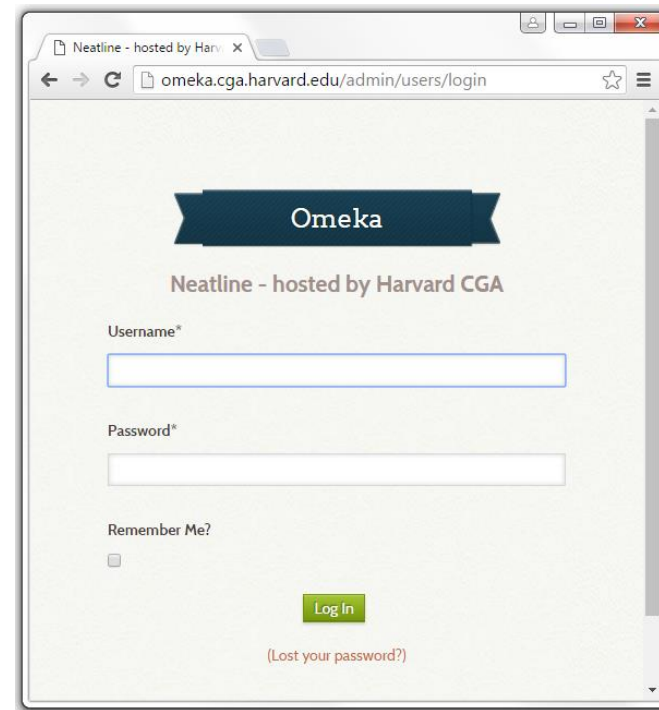 Neatline - hosted by Harv
omeka.cga.harvard.edu/admin/users/login
Omeka
Neatline - hosted by Harvard CGA
Username*
Password*
Remember Me?
Log In
(Lost your password?)